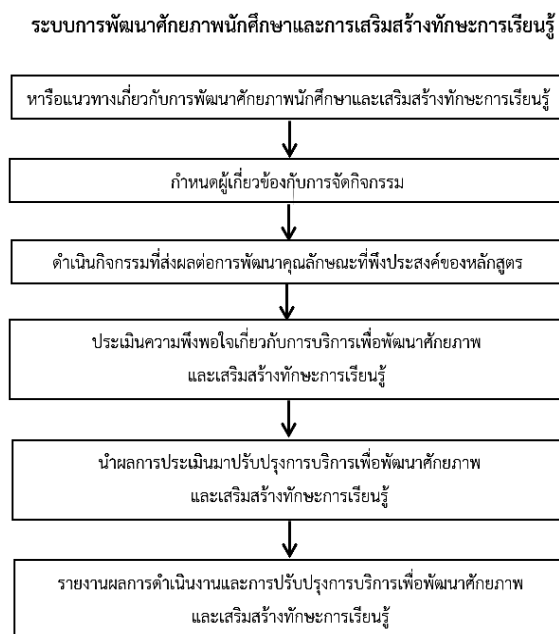 ระบบการพัฒนาศักยภาพนักศึกษาและการเสริมสร้างทักษะการเรียนรู้
หารือแนวทางเกี่ยวกับการพัฒนาศักยภาพนักศึกษาและเสริมสร้างทักษะการเรียนรู้
กำหนดผู้เกี่ยวข้องกับการจัดกิจกรรม
ดำเนินกิจกรรมที่ส่งผลต่อการพัฒนาคุณลักษณะที่พึงประสงค์ของหลักสูตร
ประเมินความพึงพอใจเกี่ยวกับการบริการเพื่อพัฒนาศักยภาพ
และเสริมสร้างทักษะการเรียนรู้
นำผลการประเมินมาปรับปรุงการบริการเพื่อพัฒนาศักยภาพ
และเสริมสร้างทักษะการเรียนรู้
รายงานผลการดำเนินงานและการปรับปรุงการบริการเพื่อพัฒนาศักยภาพ
และเสริมสร้างทักษะการเรียนรู้